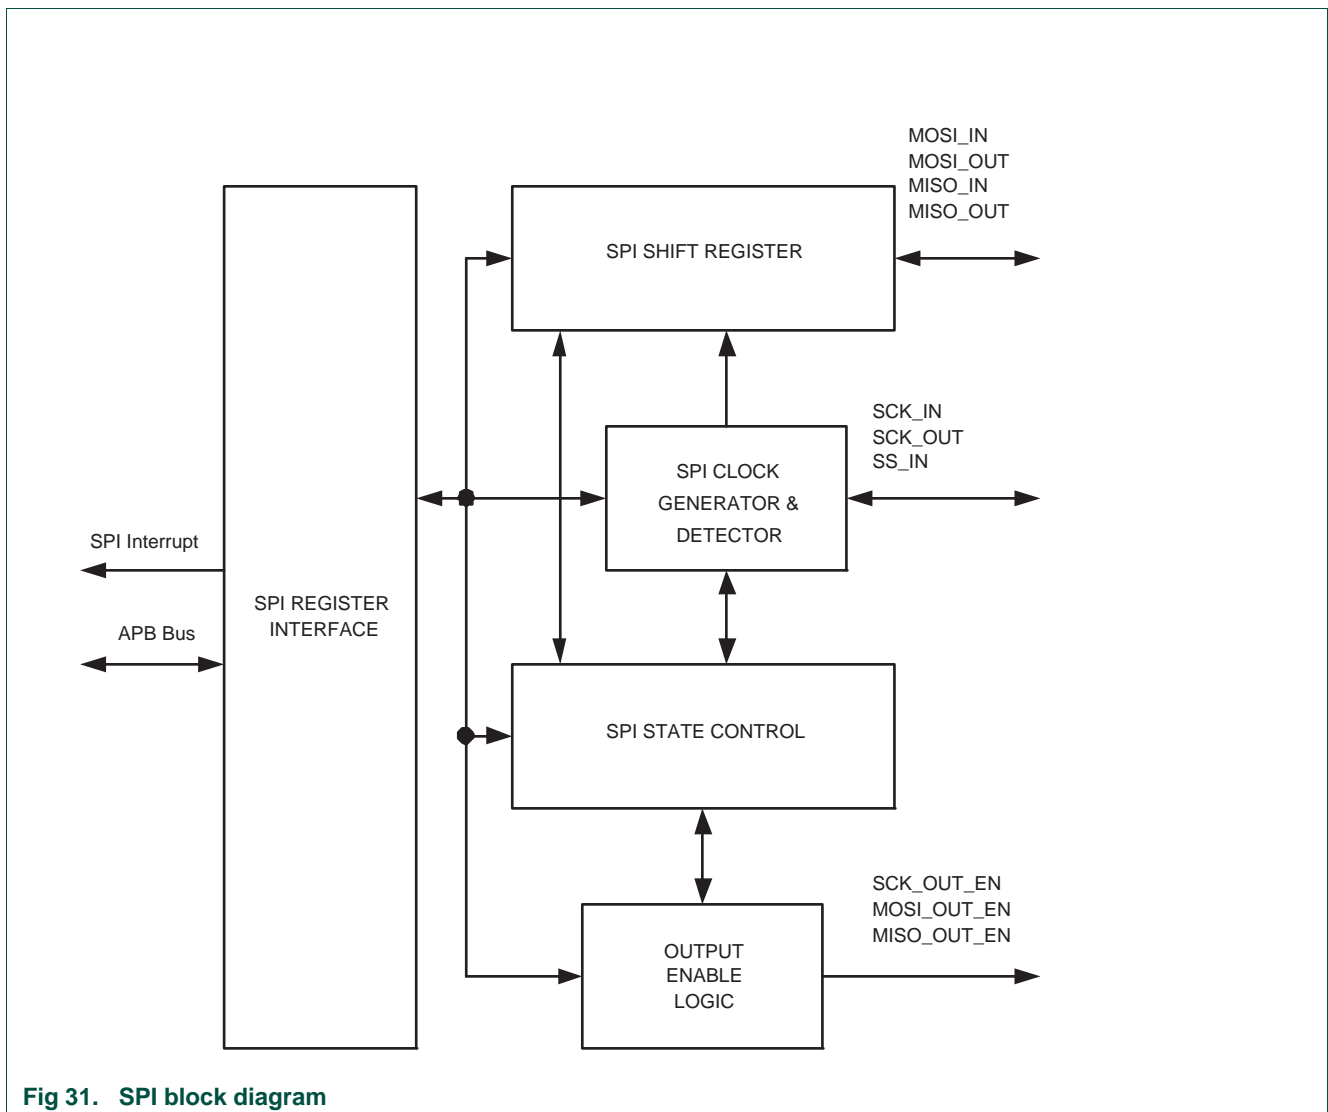 MOSI_IN
MOSI_OUT
MISO_IN
MISO_OUT
SPI SHIFT REGISTER
SCK_IN
SCK_OUT
SS_IN
SPI CLOCK
GENERATOR &
DETECTOR
SPI Interrupt
SPI REGISTER
INTERFACE
APB Bus
SPI STATE CONTROL
SCK_OUT_EN
MOSI_OUT_EN
MISO_OUT_EN
OUTPUT
ENABLE
LOGIC
Fig 31. SPI block diagram